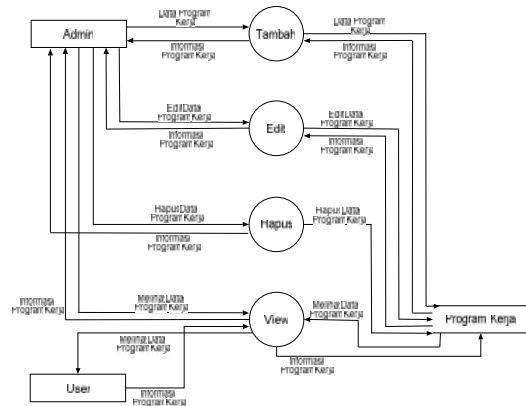 Data Program
Kerja
Admin
Informasi
Program Kerja
Tambah
Data Program
Kerja
Informasi
Program Kerja
Edit Data
Program Kerja
Informasi
Program Kerja
Edit
Edit Data
Program Kerja
Informasi
Program Kerja
Hapus Data
Program Kerja
Informasi
Program Kerja
Hapus
Hapus Data
Program Kerja
Informasi
Program Kerja
Melihat Data
Program Kerja
Informasi
Program Kerja
View
Melihat Data
Program Kerja
Program Kerja
Melihat Data
Program Kerja
Informasi
Program Kerja
User
Informasi
Program Kerja